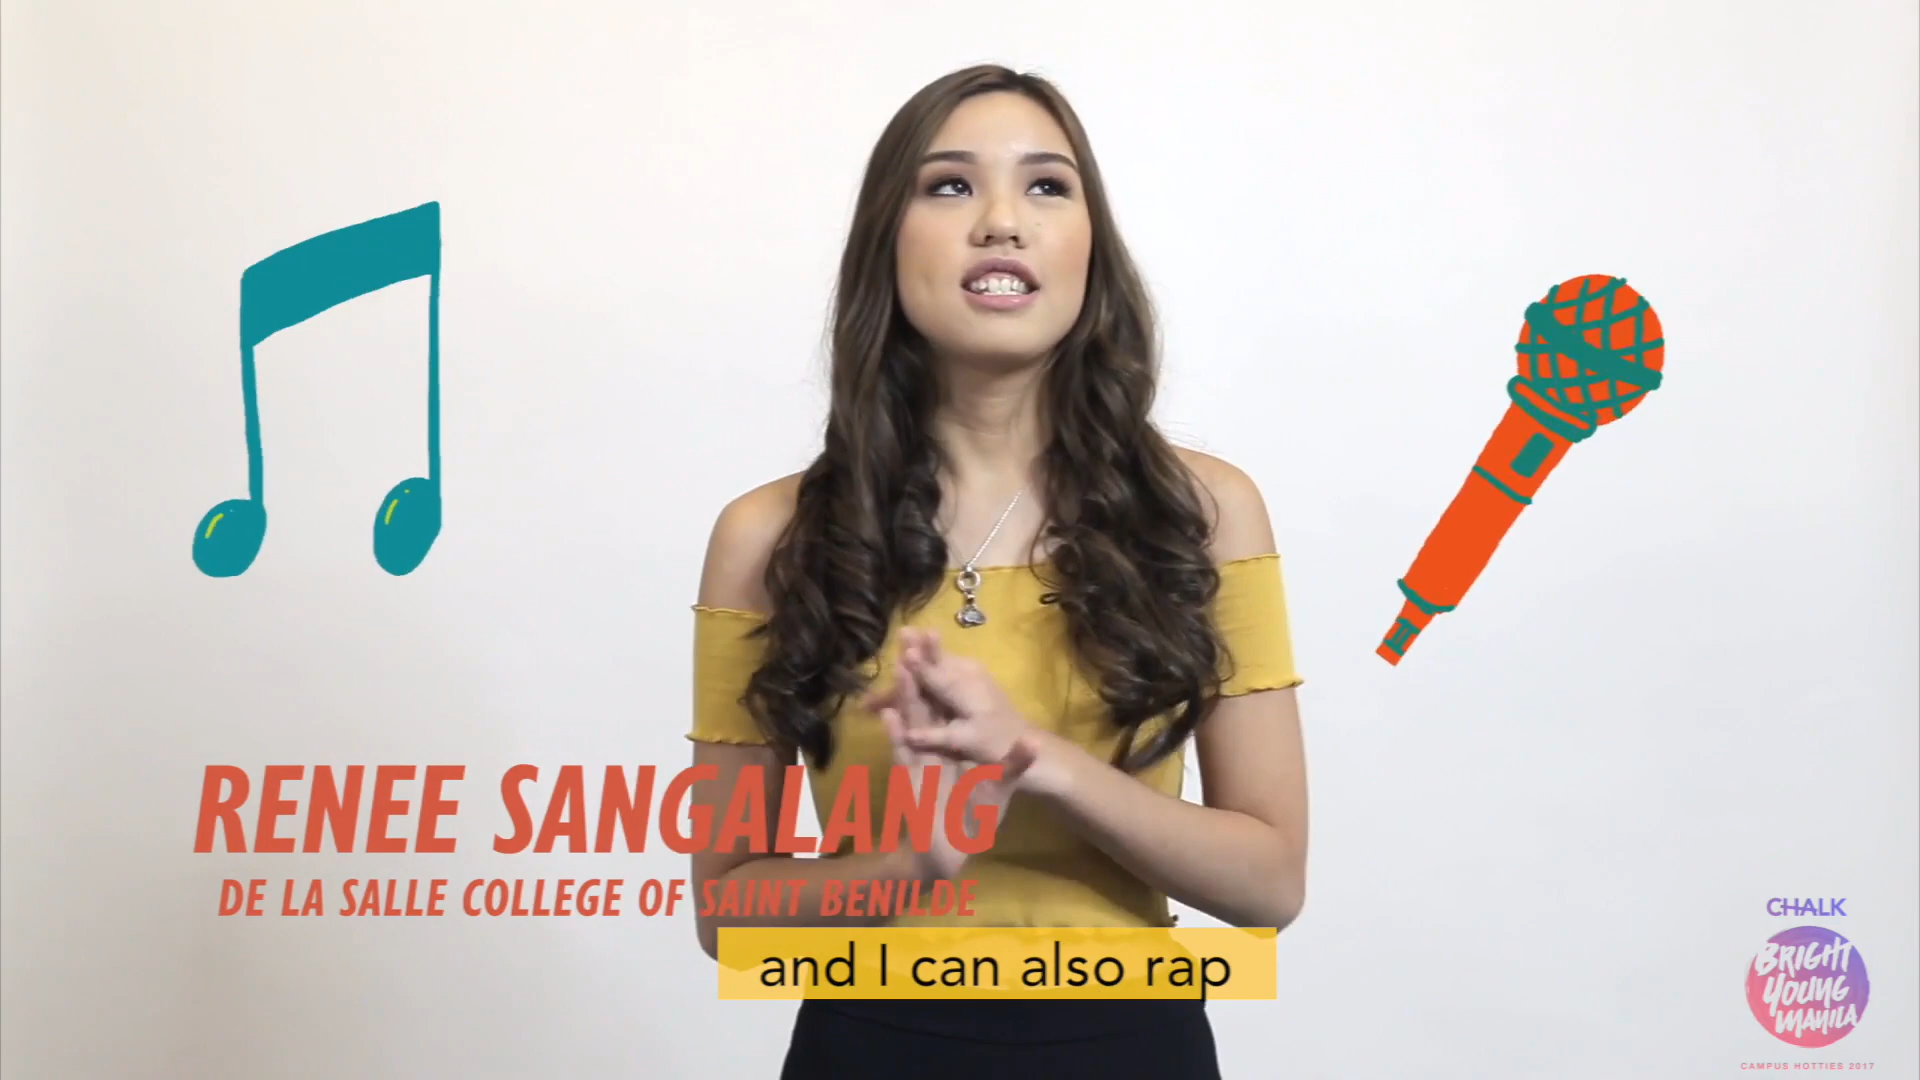 RENEE SANGALANG
DE LA SALLE COLLEGE OF SAINT BENILDE
and I can also rap
CHALK
BRIGHT
YOUNG
MANILA
CAMPUS HOTTIES 2017